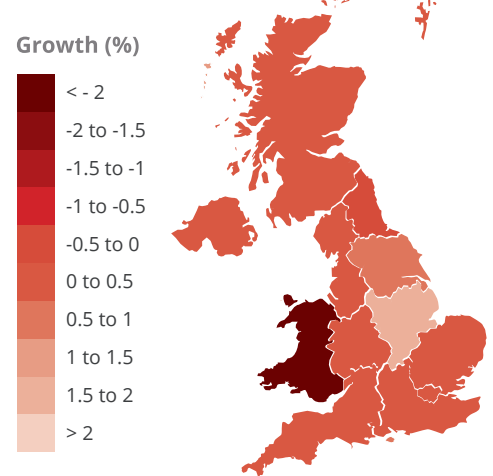 Growth (%)
< - 2
-2 to -1.5
-1.5 to -1
-1 to -0.5
-0.5 to 0
0 to 0.5
0.5 to 1
1 to 1.5
1.5 to 2
> 2